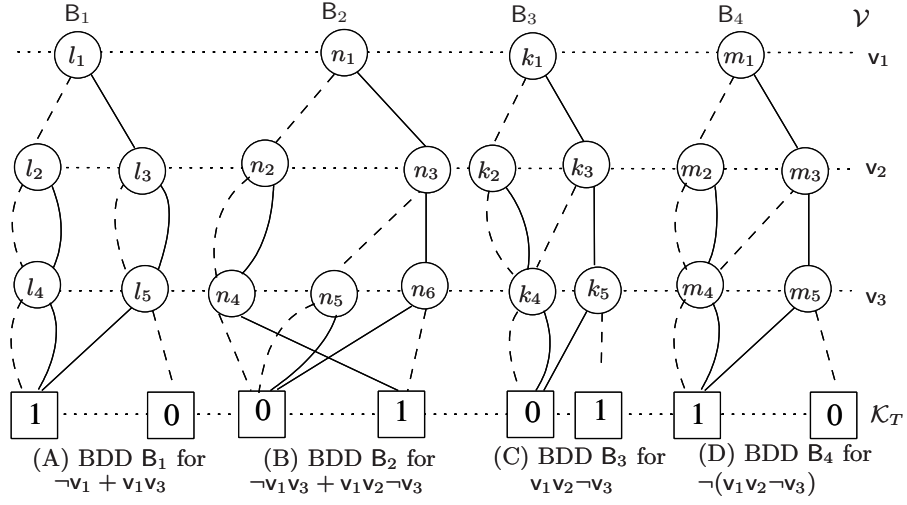 B₁ B₂ B₃ B₄ 𝒱
l₁ n₁ k₁ m₁ v₁
l₂ l₃ n₂ n₃ k₂ k₃ m₂ m₃ v₂
l₄ l₅ n₄ n₅ n₆ k₄ k₅ m₄ m₅ v₃
1 0 0 1 0 1 1 0 𝒦_T
(A) BDD B₁ for (B) BDD B₂ for (C) BDD B₃ for (D) BDD B₄ for
¬v₁ + v₁v₃ ¬v₁v₃ + v₁v₂¬v₃ v₁v₂¬v₃ ¬(v₁v₂¬v₃)